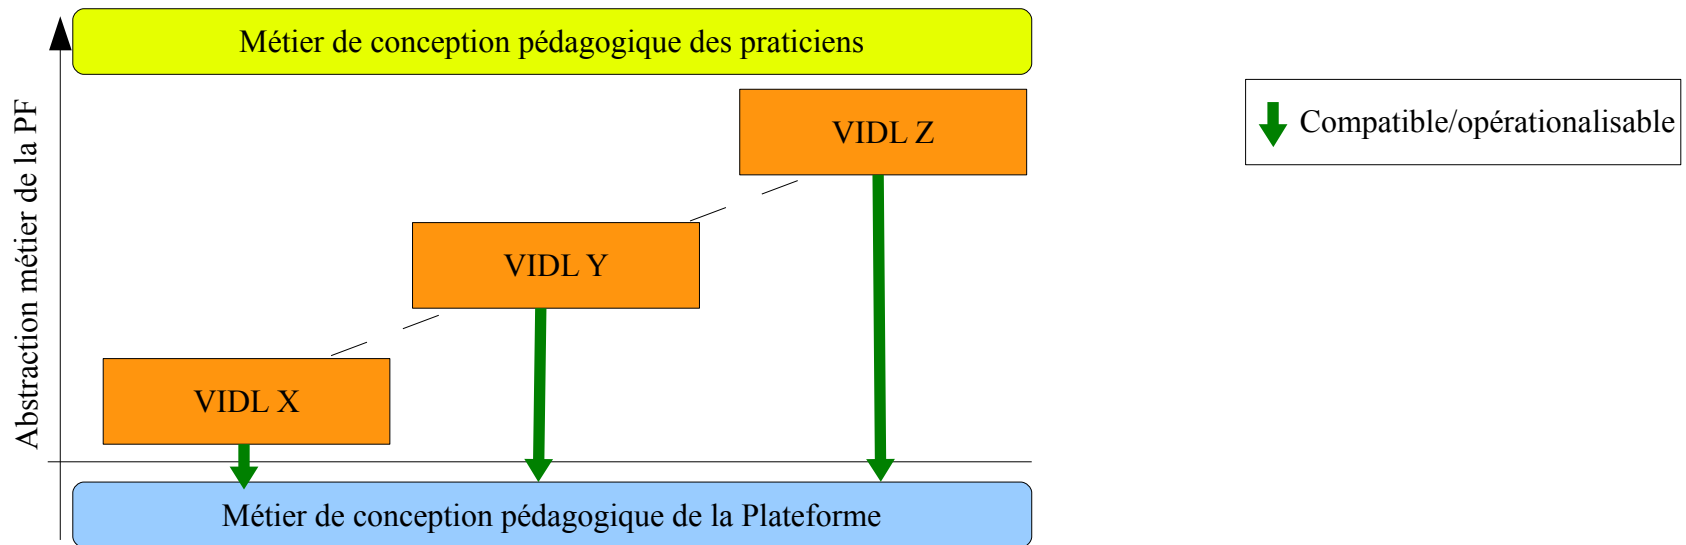 Métier de conception pédagogique des praticiens
Abstraction métier de la PF
VIDL Z
Compatible/opérationalisable
VIDL Y
VIDL X
Métier de conception pédagogique de la Plateforme